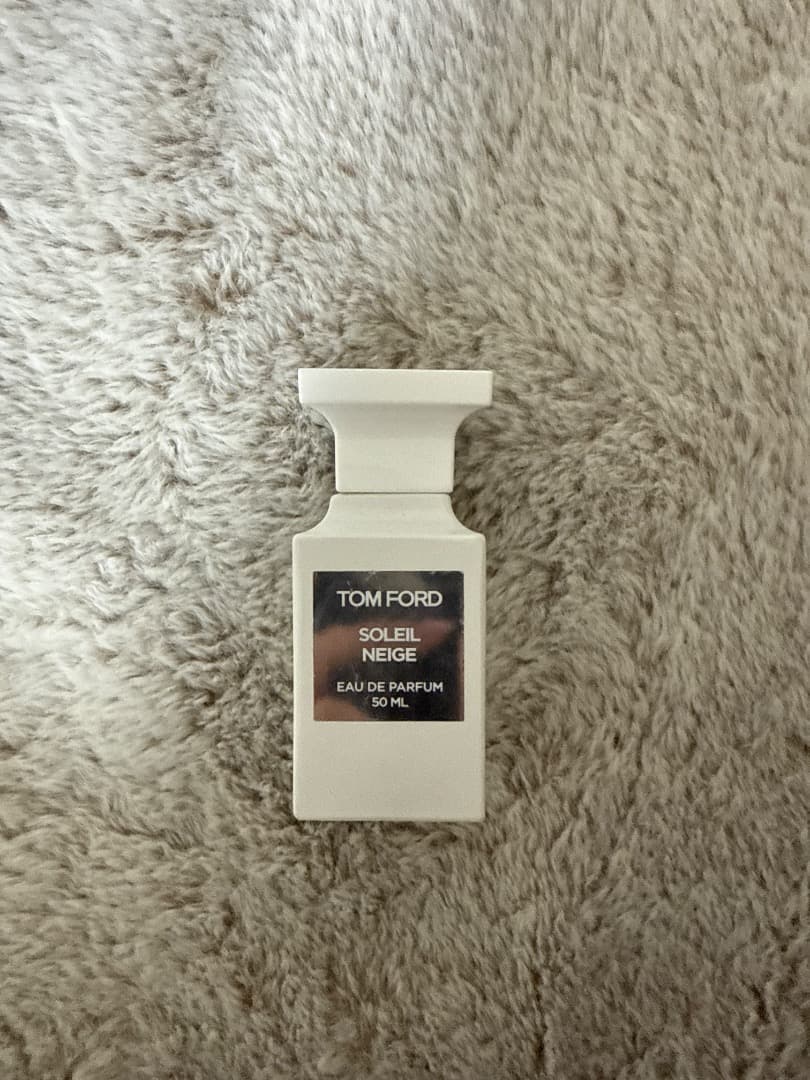 TOM FORD
SOLEIL
NEIGE
EAU DE PARFUM
50 ML